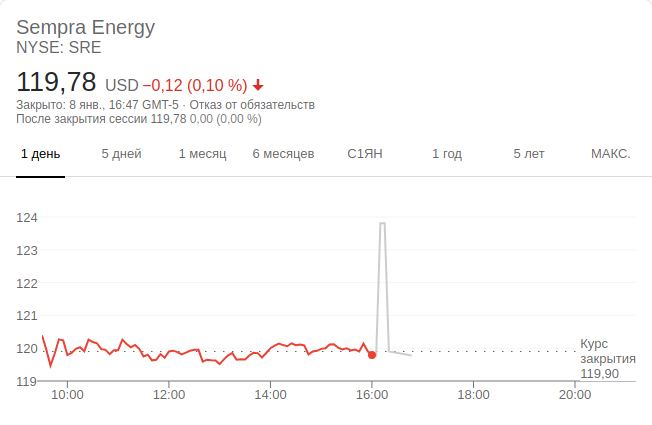 Sempra Energy
NYSE: SRE
119,78 USD −0,12 (0,10 %)
Закрыто: 8 янв., 16:47 GMT-5 · Отказ от обязательств
После закрытия сессии 119,78 0,00 (0,00 %)
1 день 5 дней 1 месяц 6 месяцев С1ЯН 1 год 5 лет МАКС.
124
123
122
121
120
119
Курс
закрытия
119,90
10:00 12:00 14:00 16:00 18:00 20:00